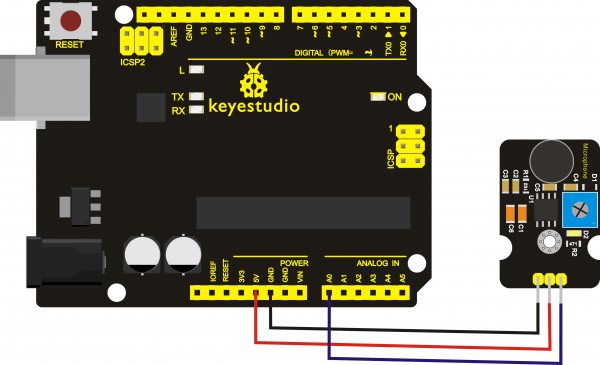 RESET
ICSP2
AREF
GND
13
12
~11
~10
~9
8
7
~6
~5
4
~3
2
TX0▶1
RX0◀0
DIGITAL (PWM= ~)
L
TX
RX
keyestudio
ON
1
ICSP
POWER
ANALOG IN
IOREF
RESET
3V3
5V
GND
GND
VIN
A0
A1
A2
A3
A4
A5
Microphone
C3
C2
R1
C5
C4
D1
U1
C6
C1
D2
471
R2